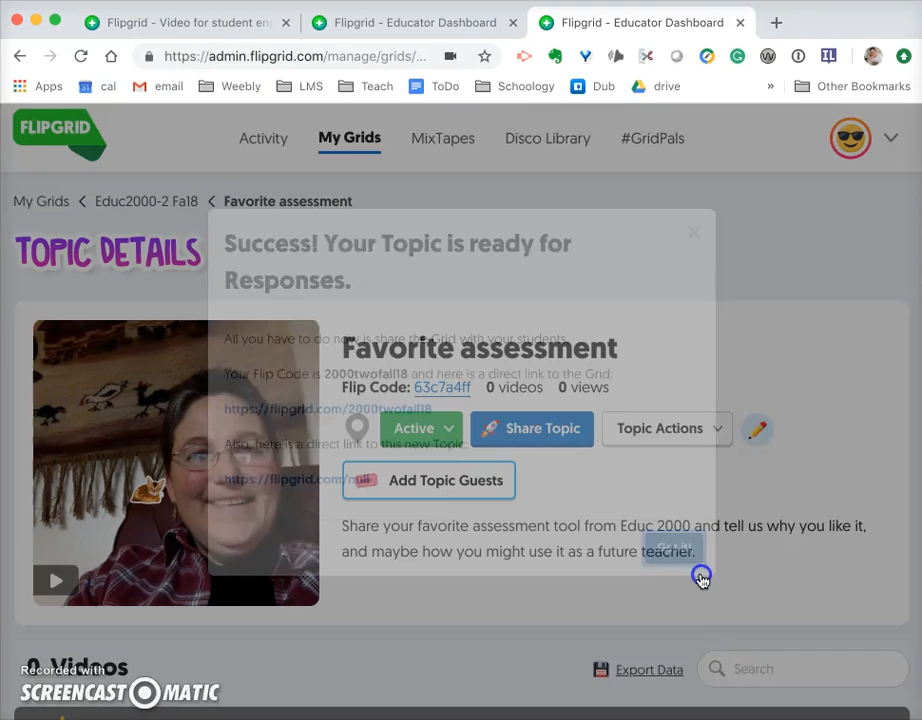 Flipgrid - Video for student en
Flipgrid - Educator Dashboard
Flipgrid - Educator Dashboard
https://admin.flipgrid.com/manage/grids/...
Apps cal email Weebly LMS Teach ToDo Schoology Dub drive » Other Bookmarks
FLIPGRID
Activity My Grids MixTapes Disco Library #GridPals
My Grids Educ2000-2 Fa18 Favorite assessment
TOPIC DETAILS
Success! Your Topic is ready for
Responses.
All you have to do now is share the Grid with your students.
Favorite assessment
Your Flip Code is 2000twofall18 and here is a direct link to the Grid:
Flip Code: 63c7a4ff 0 videos 0 views
https://flipgrid.com/2000twofall18
Active Share Topic Topic Actions
Also, here is a direct link to this new Topic:
https://flipgrid.com/null
Add Topic Guests
Share your favorite assessment tool from Educ 2000 and tell us why you like it,
and maybe how you might use it as a future teacher.
Got it!
0 Videos
Export Data
Search
Recorded with
SCREENCAST MATIC